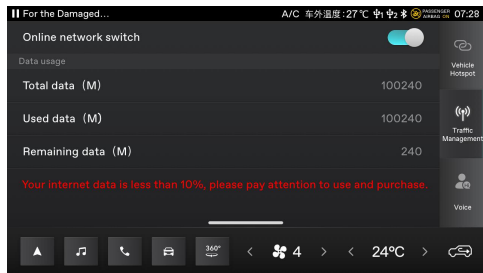 For the Damaged... A/C 车外温度:27℃ 1 2 PASSENGER AIRBAG ON 07:28
Online network switch
Data usage
Total data（M） 100240
Used data（M） 100240
Remaining data（M） 240
Your internet data is less than 10%, please pay attention to use and purchase.
Vehicle
Hotspot
Traffic
Management
Voice
360° < 4 > < 24°C >